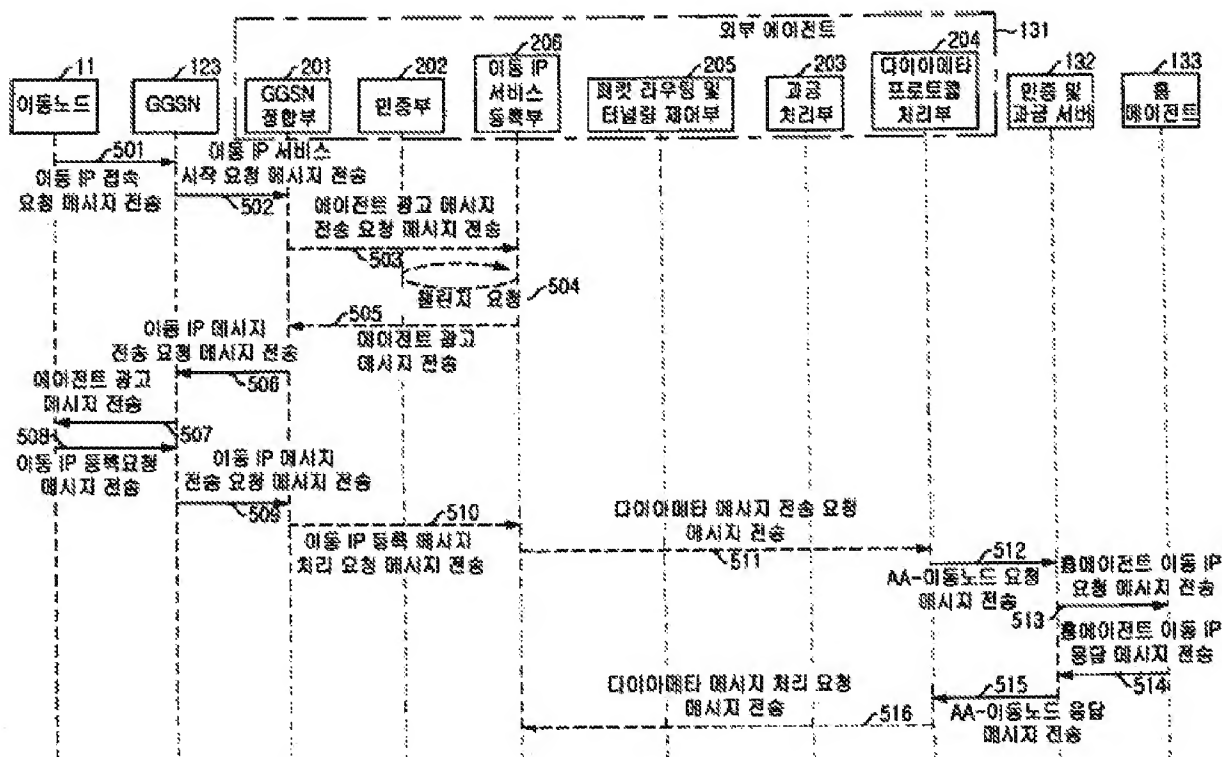 외부 에이전트
131
11
이동노드
123
GGSN
201
GGSN
정합부
202
인증부
206
이동 IP
서비스
등록부
205
패킷 라우팅 및
터널링 제어부
203
과금
처리부
204
다이아메타
프로토콜
처리부
132
인증 및
과금 서버
133
홈
에이전트
501
이동 IP 접속
요청 메시지 전송
이동 IP 서비스
시작 요청 메시지 전송
502
에이전트 광고 메시지
전송 요청 메시지 전송
503
챌린지 요청
504
505
에이전트 광고
메시지 전송
이동 IP 메시지
전송 요청 메시지 전송
506
에이전트 광고
메시지 전송
507
508
이동 IP 등록요청
메시지 전송
이동 IP 메시지
전송 요청 메시지 전송
509
510
이동 IP 등록 메시지
처리 요청 메시지 전송
다이아메타 메시지 전송 요청
메시지 전송
511
512
AA-이동노드 요청
메시지 전송
홈에이전트 이동 IP
요청 메시지 전송
513
홈에이전트 이동 IP
응답 메시지 전송
514
515
AA-이동노드 응답
메시지 전송
다이아메타 메시지 처리 요청
메시지 전송
516